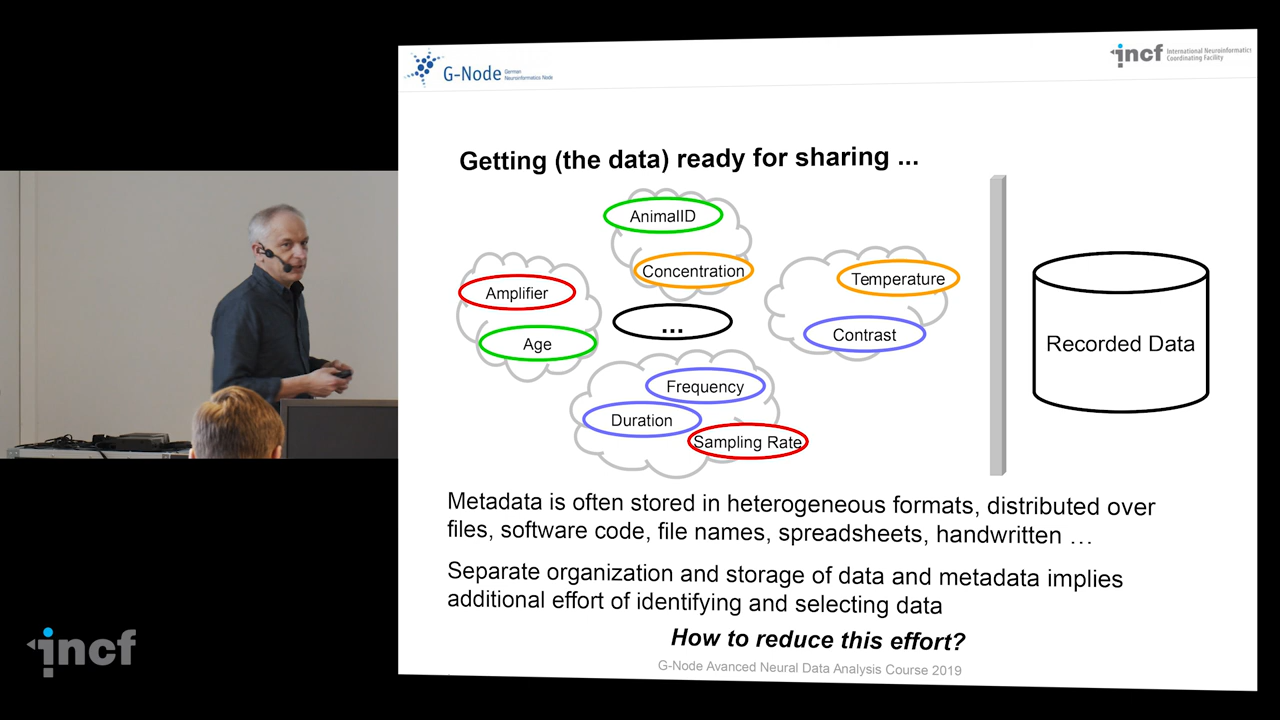 G-Node German Neuroinformatics Node
incf International Neuroinformatics Coordinating Facility
Getting (the data) ready for sharing ...
AnimalID
Concentration
Amplifier
Age
...
Temperature
Contrast
Frequency
Duration
Sampling Rate
Recorded Data
Metadata is often stored in heterogeneous formats, distributed over
files, software code, file names, spreadsheets, handwritten …
Separate organization and storage of data and metadata implies
additional effort of identifying and selecting data
How to reduce this effort?
G-Node Avanced Neural Data Analysis Course 2019
incf